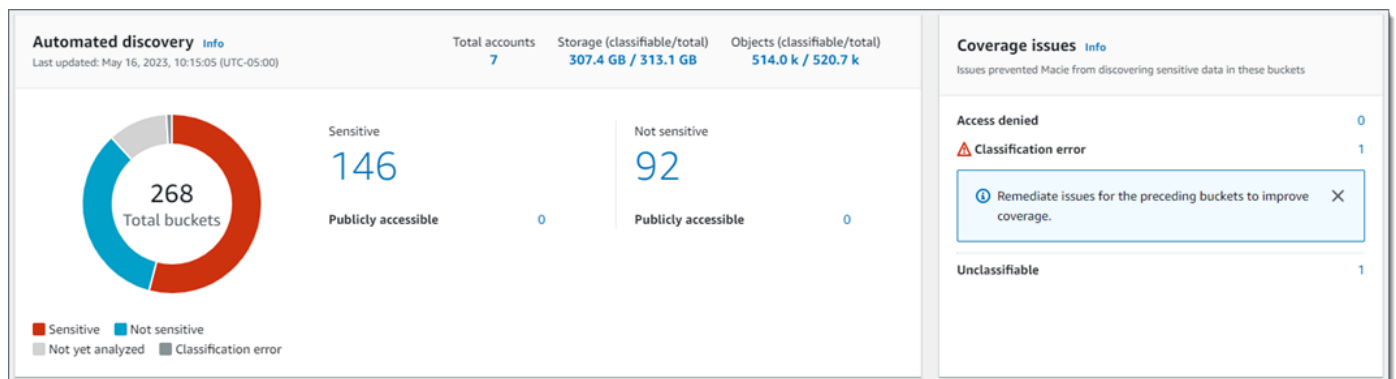 Automated discovery Info
Last updated: May 16, 2023, 10:15:05 (UTC-05:00)
Total accounts
7
Storage (classifiable/total)
307.4 GB / 313.1 GB
Objects (classifiable/total)
514.0 k / 520.7 k
268
Total buckets
Sensitive
146
Publicly accessible 0
Not sensitive
92
Publicly accessible 0
Sensitive Not sensitive
Not yet analyzed Classification error
Coverage issues Info
Issues prevented Macie from discovering sensitive data in these buckets
Access denied 0
Classification error 1
Remediate issues for the preceding buckets to improve
coverage.
Unclassifiable 1